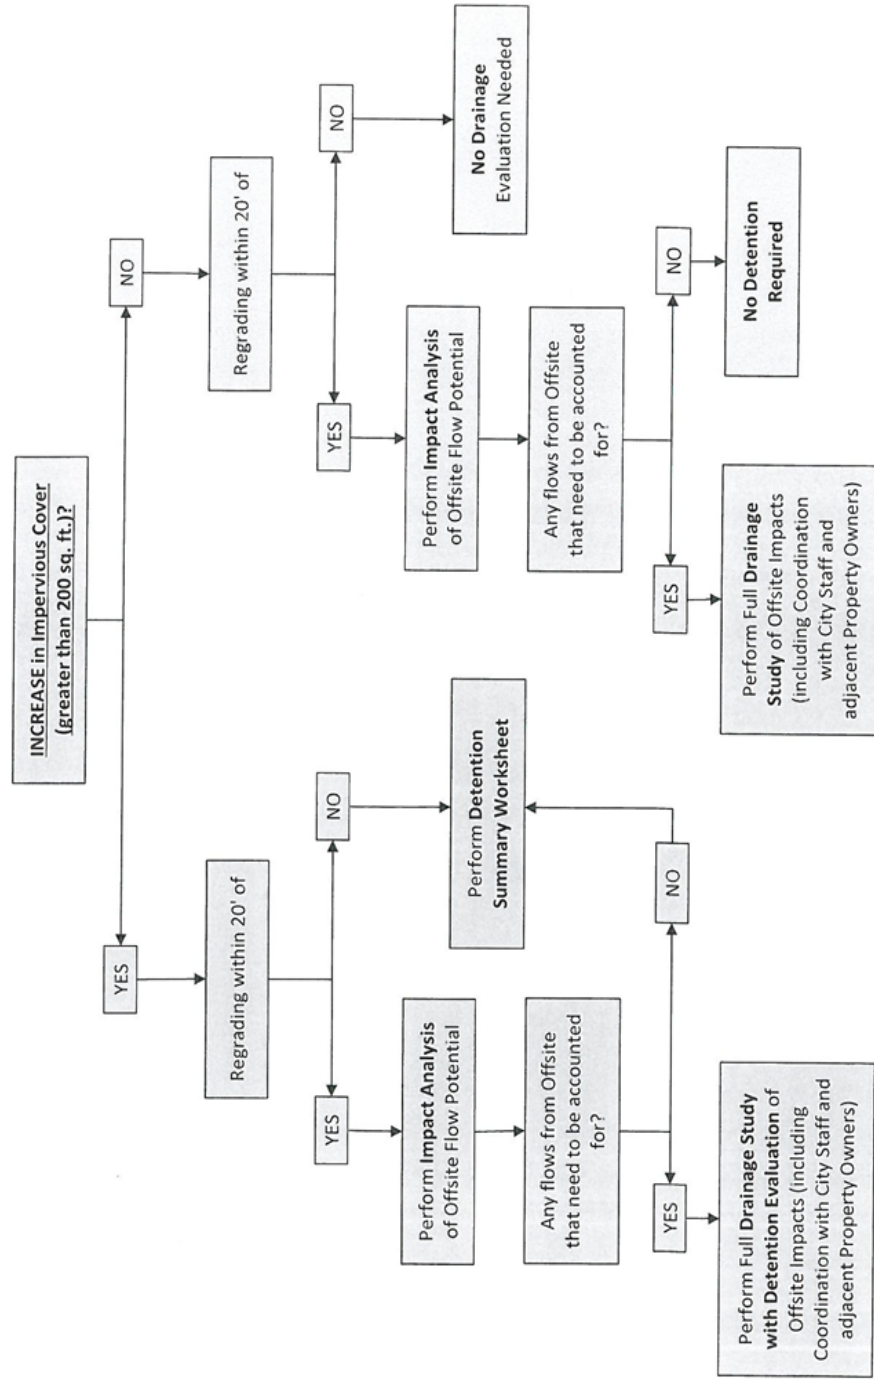 INCREASE in Impervious Cover
(greater than 200 sq. ft.)?
YES
NO
Regrading within 20' of
Regrading within 20' of
YES
NO
YES
NO
Perform Impact Analysis
of Offsite Flow Potential
Perform Detention
Summary Worksheet
Perform Impact Analysis
of Offsite Flow Potential
No Drainage
Evaluation Needed
Any flows from Offsite
that need to be accounted
for?
Any flows from Offsite
that need to be accounted
for?
YES
NO
YES
NO
Perform Full Drainage Study
with Detention Evaluation of
Offsite Impacts (including
Coordination with City Staff and
adjacent Property Owners)
Perform Full Drainage
Study of Offsite Impacts
(including Coordination
with City Staff and
adjacent Property Owners)
No Detention
Required